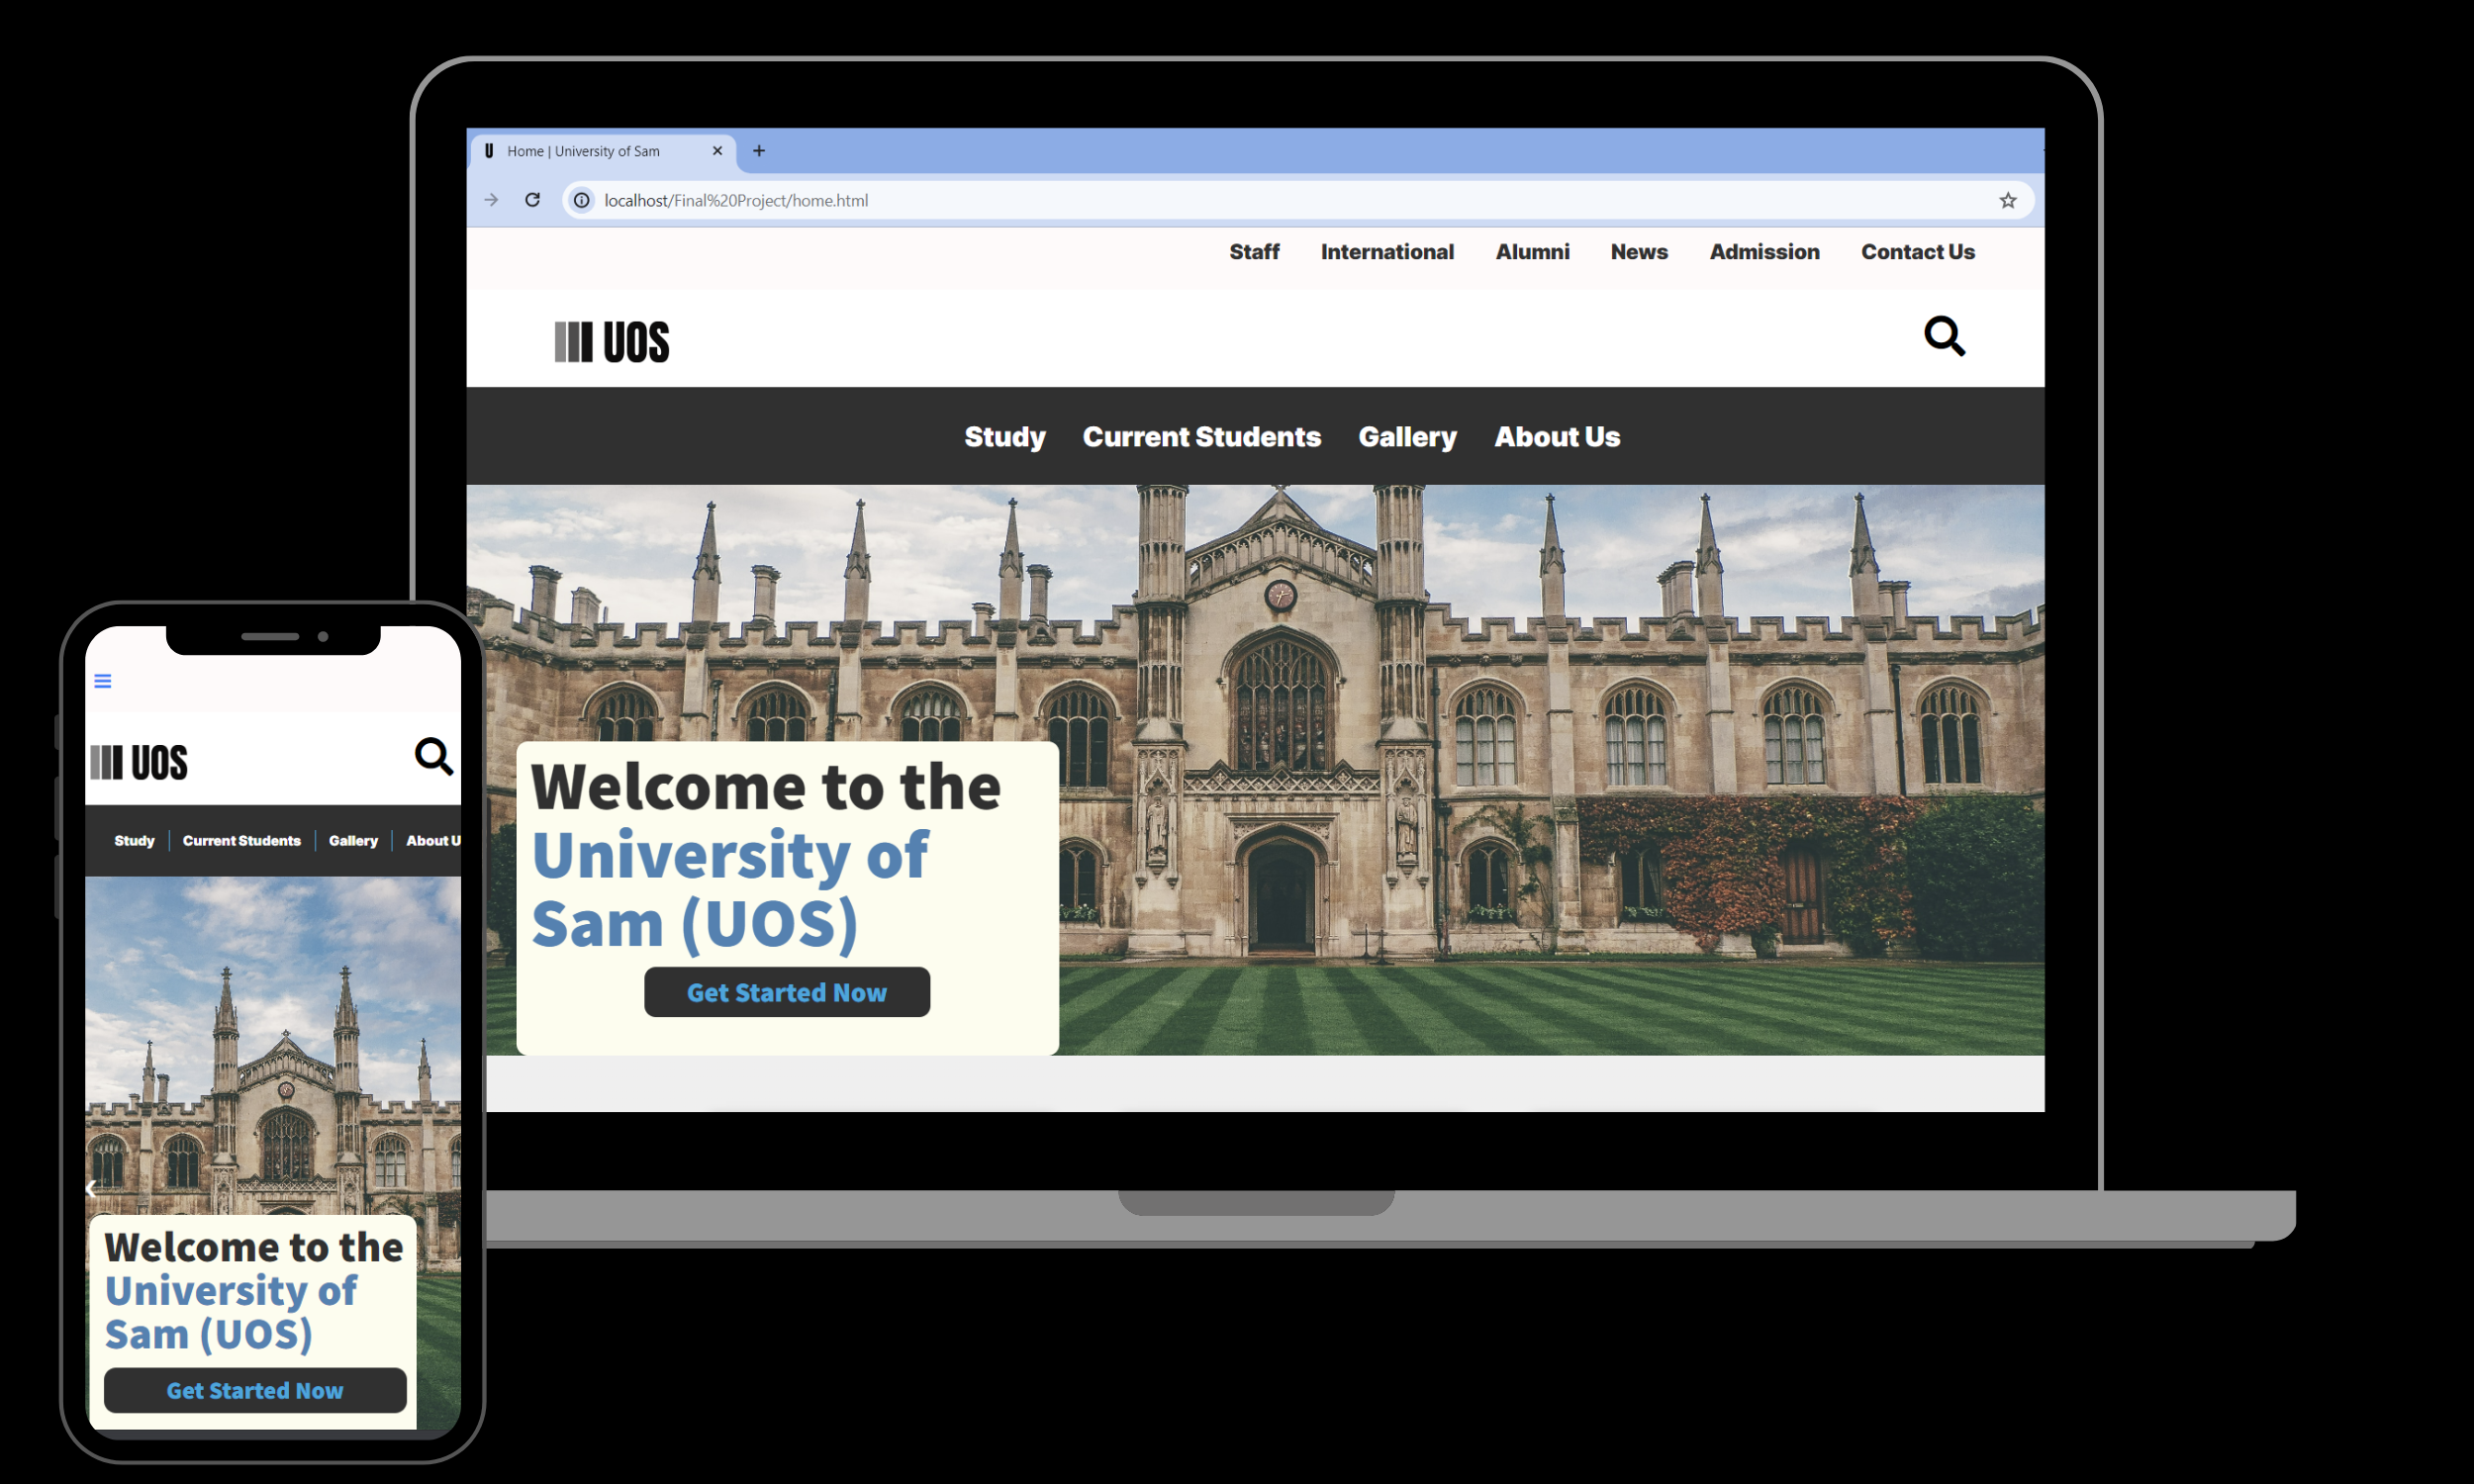 Home | University of Sam
localhost/Final%20Project/home.html
Staff International Alumni News Admission Contact Us
UOS
Study Current Students Gallery About Us
Welcome to the
University of
Sam (UOS)
Get Started Now
UOS
Study Current Students Gallery About U
Welcome to the
University of
Sam (UOS)
Get Started Now